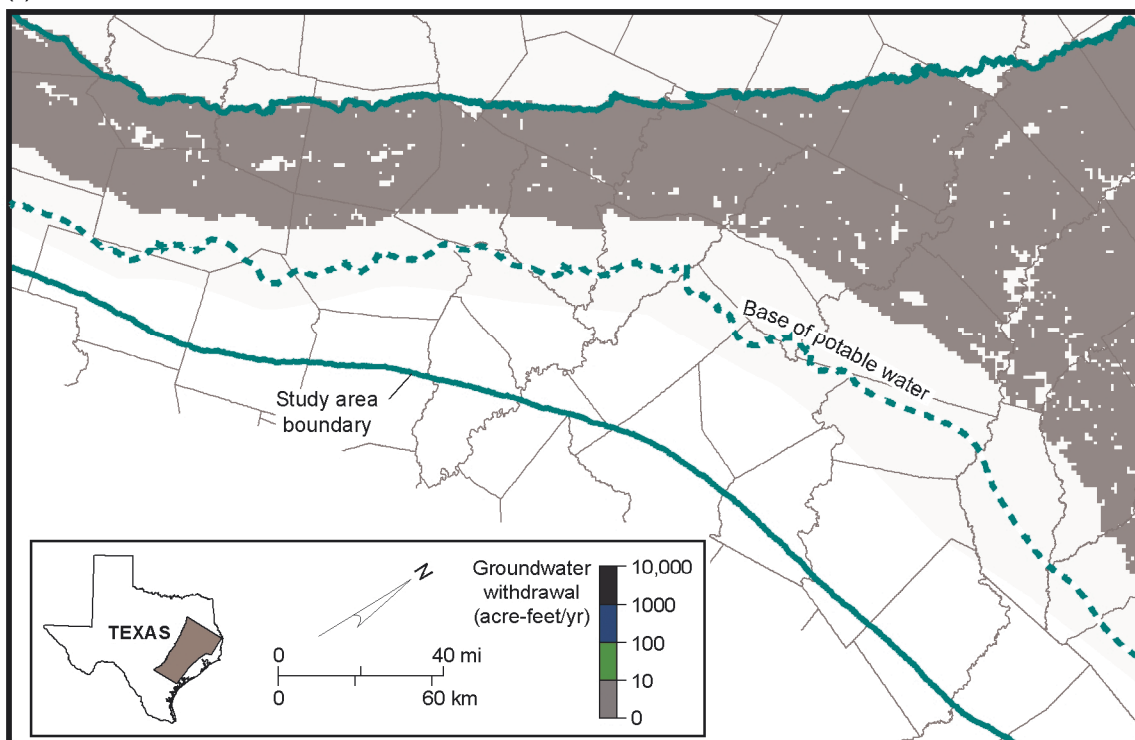 Base of potable water
Study area
boundary
TEXAS
N
0 40 mi
0 60 km
Groundwater
withdrawal
(acre-feet/yr)
10,000
1000
100
10
0